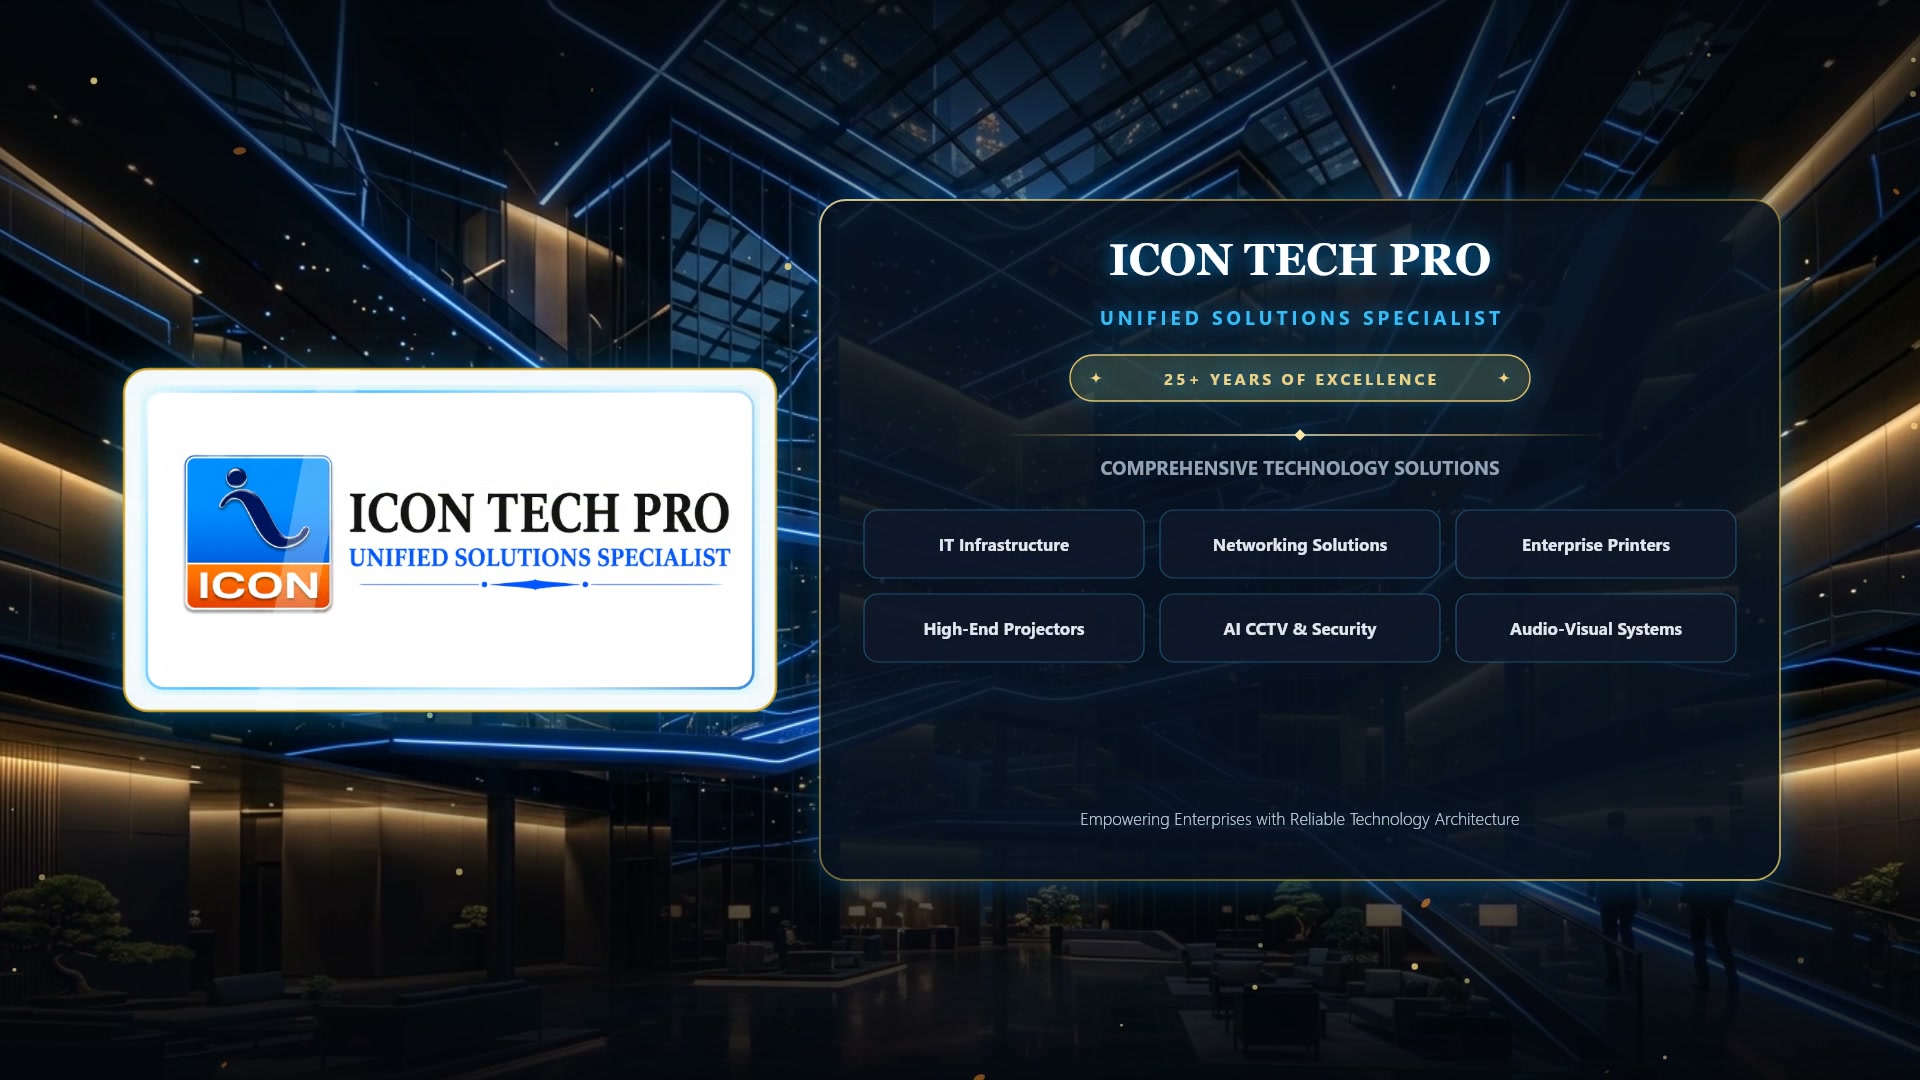 ICON
ICON TECH PRO
UNIFIED SOLUTIONS SPECIALIST
ICON TECH PRO
UNIFIED SOLUTIONS SPECIALIST
25+ YEARS OF EXCELLENCE
COMPREHENSIVE TECHNOLOGY SOLUTIONS
IT Infrastructure
Networking Solutions
Enterprise Printers
High-End Projectors
AI CCTV & Security
Audio-Visual Systems
Empowering Enterprises with Reliable Technology Architecture